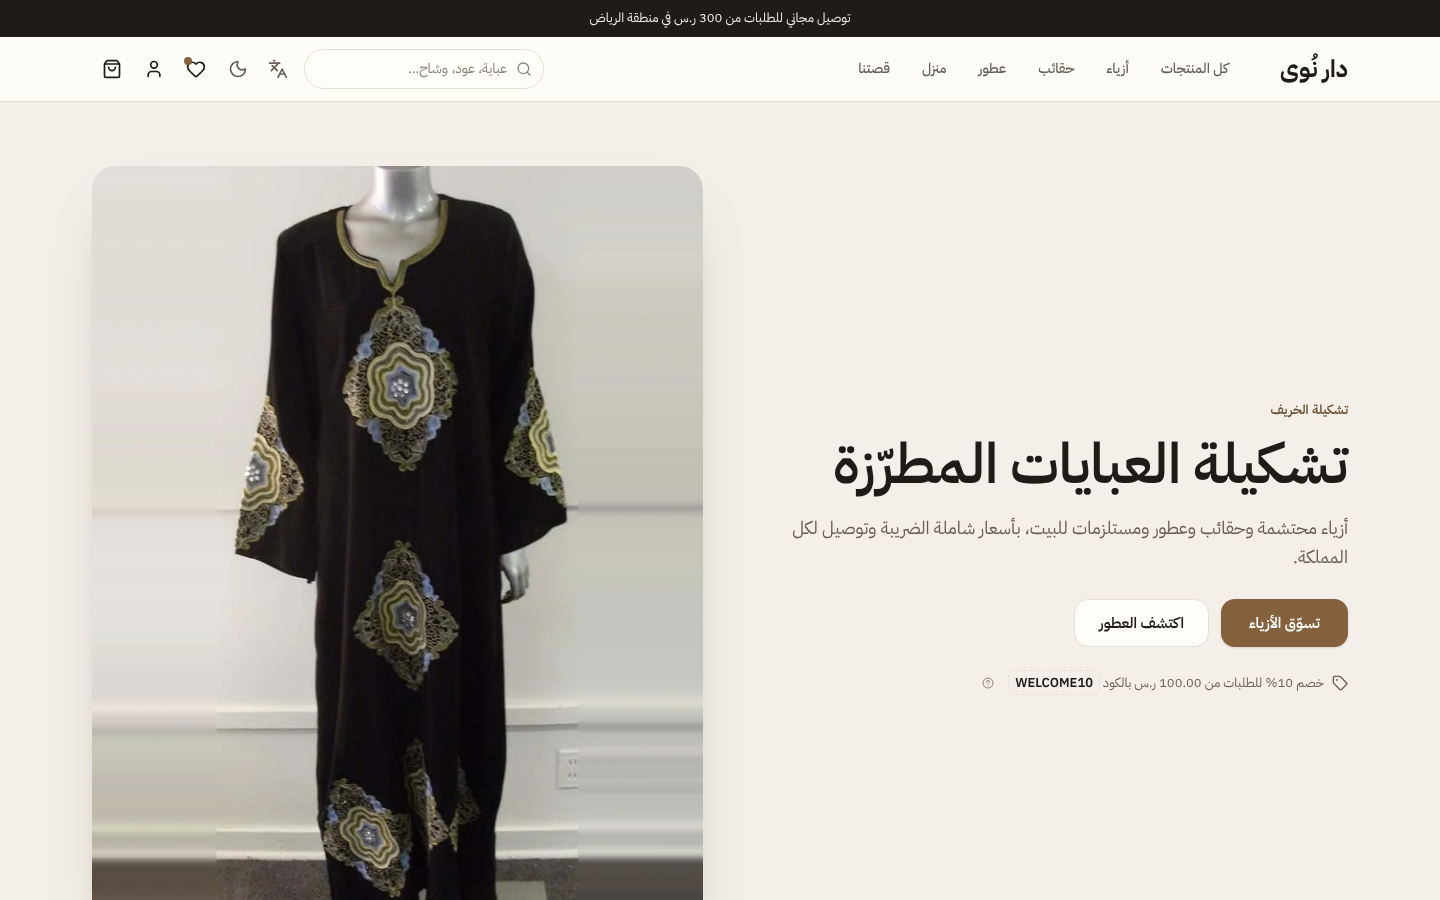 توصيل مجاني للطلبات من 300 ر.س في منطقة الرياض
دار نُوى
كل المنتجات
أزياء
حقائب
عطور
منزل
قصتنا
عباية، عود، وشاح...
تشكيلة الخريف
تشكيلة العبايات المطرّزة
أزياء محتشمة وحقائب وعطور ومستلزمات للبيت، بأسعار شاملة الضريبة وتوصيل لكل
المملكة.
تسوّق الأزياء
اكتشف العطور
خصم 10% للطلبات من 100.00 ر.س بالكود WELCOME10